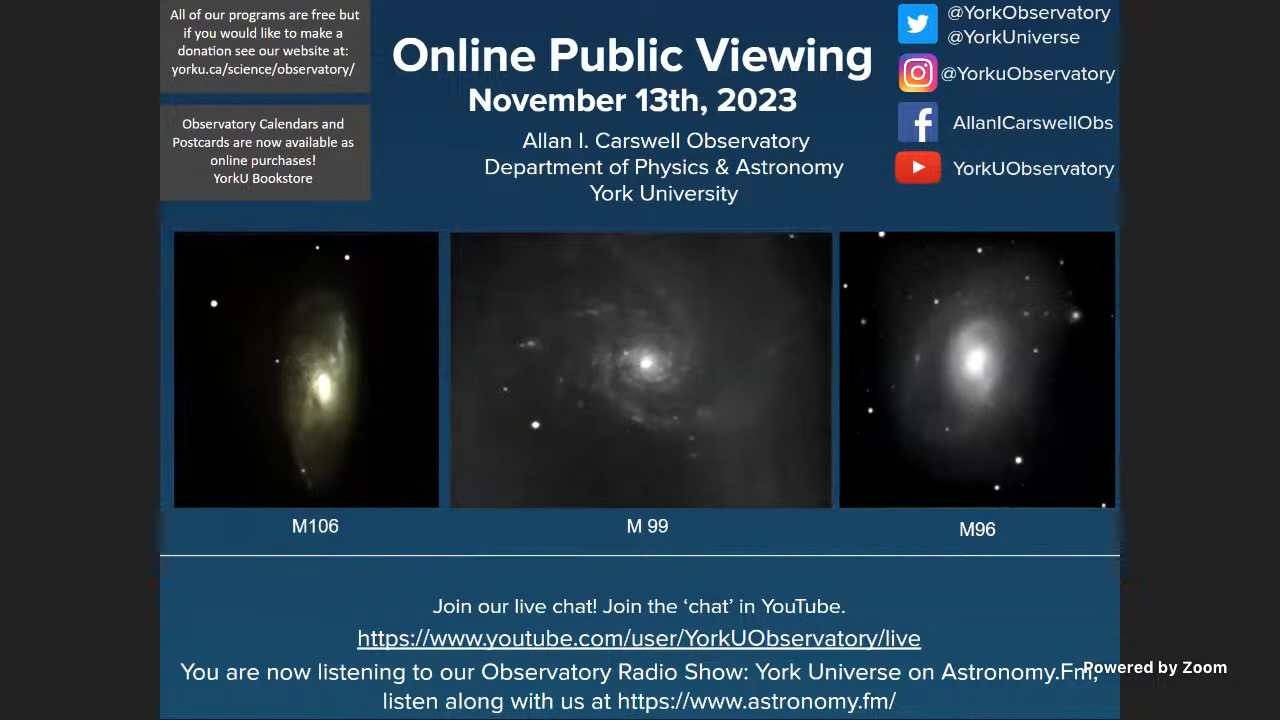 All of our programs are free but
if you would like to make a
donation see our website at:
yorku.ca/science/observatory/
Observatory Calendars and
Postcards are now available as
online purchases!
YorkU Bookstore
Online Public Viewing
November 13th, 2023
Allan I. Carswell Observatory
Department of Physics & Astronomy
York University
@YorkObservatory
@YorkUniverse
@YorkuObservatory
AllanICarswellObs
YorkUObservatory
M106
M 99
M96
Join our live chat! Join the ‘chat’ in YouTube.
https://www.youtube.com/user/YorkUObservatory/live
You are now listening to our Observatory Radio Show: York Universe on Astronomy.Fm,
listen along with us at https://www.astronomy.fm/
Powered by Zoom